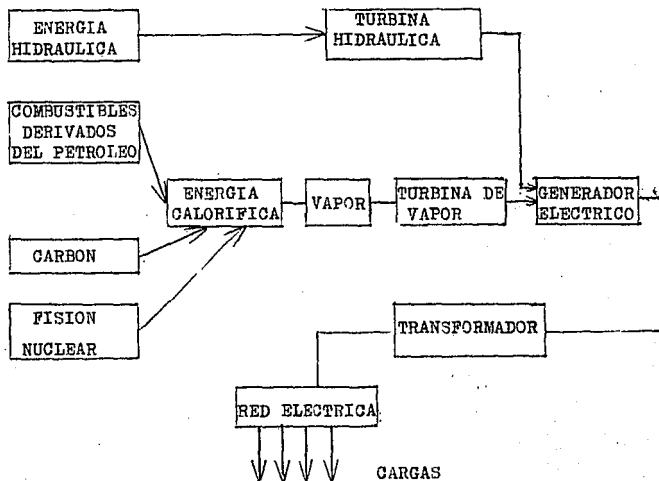 ENERGIA
HIDRAULICA
TURBINA
HIDRAULICA
COMBUSTIBLES
DERIVADOS
DEL PETROLEO
ENERGIA
CALORIFICA
VAPOR
TURBINA DE
VAPOR
GENERADOR
ELECTRICO
CARBON
FISION
NUCLEAR
TRANSFORMADOR
RED ELECTRICA
CARGAS